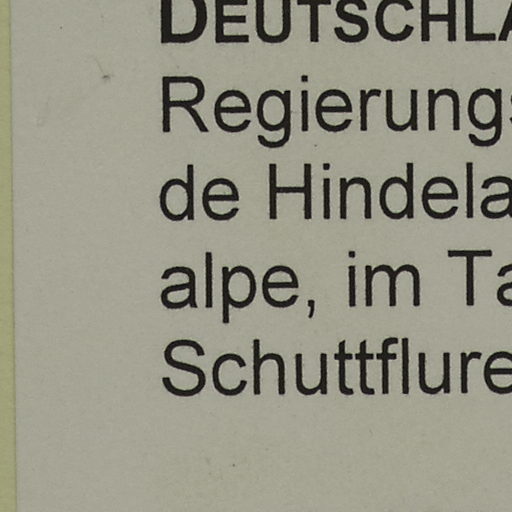 DEUTSCHLA
Regierungs
de Hindela
alpe, im Ta
Schuttflure